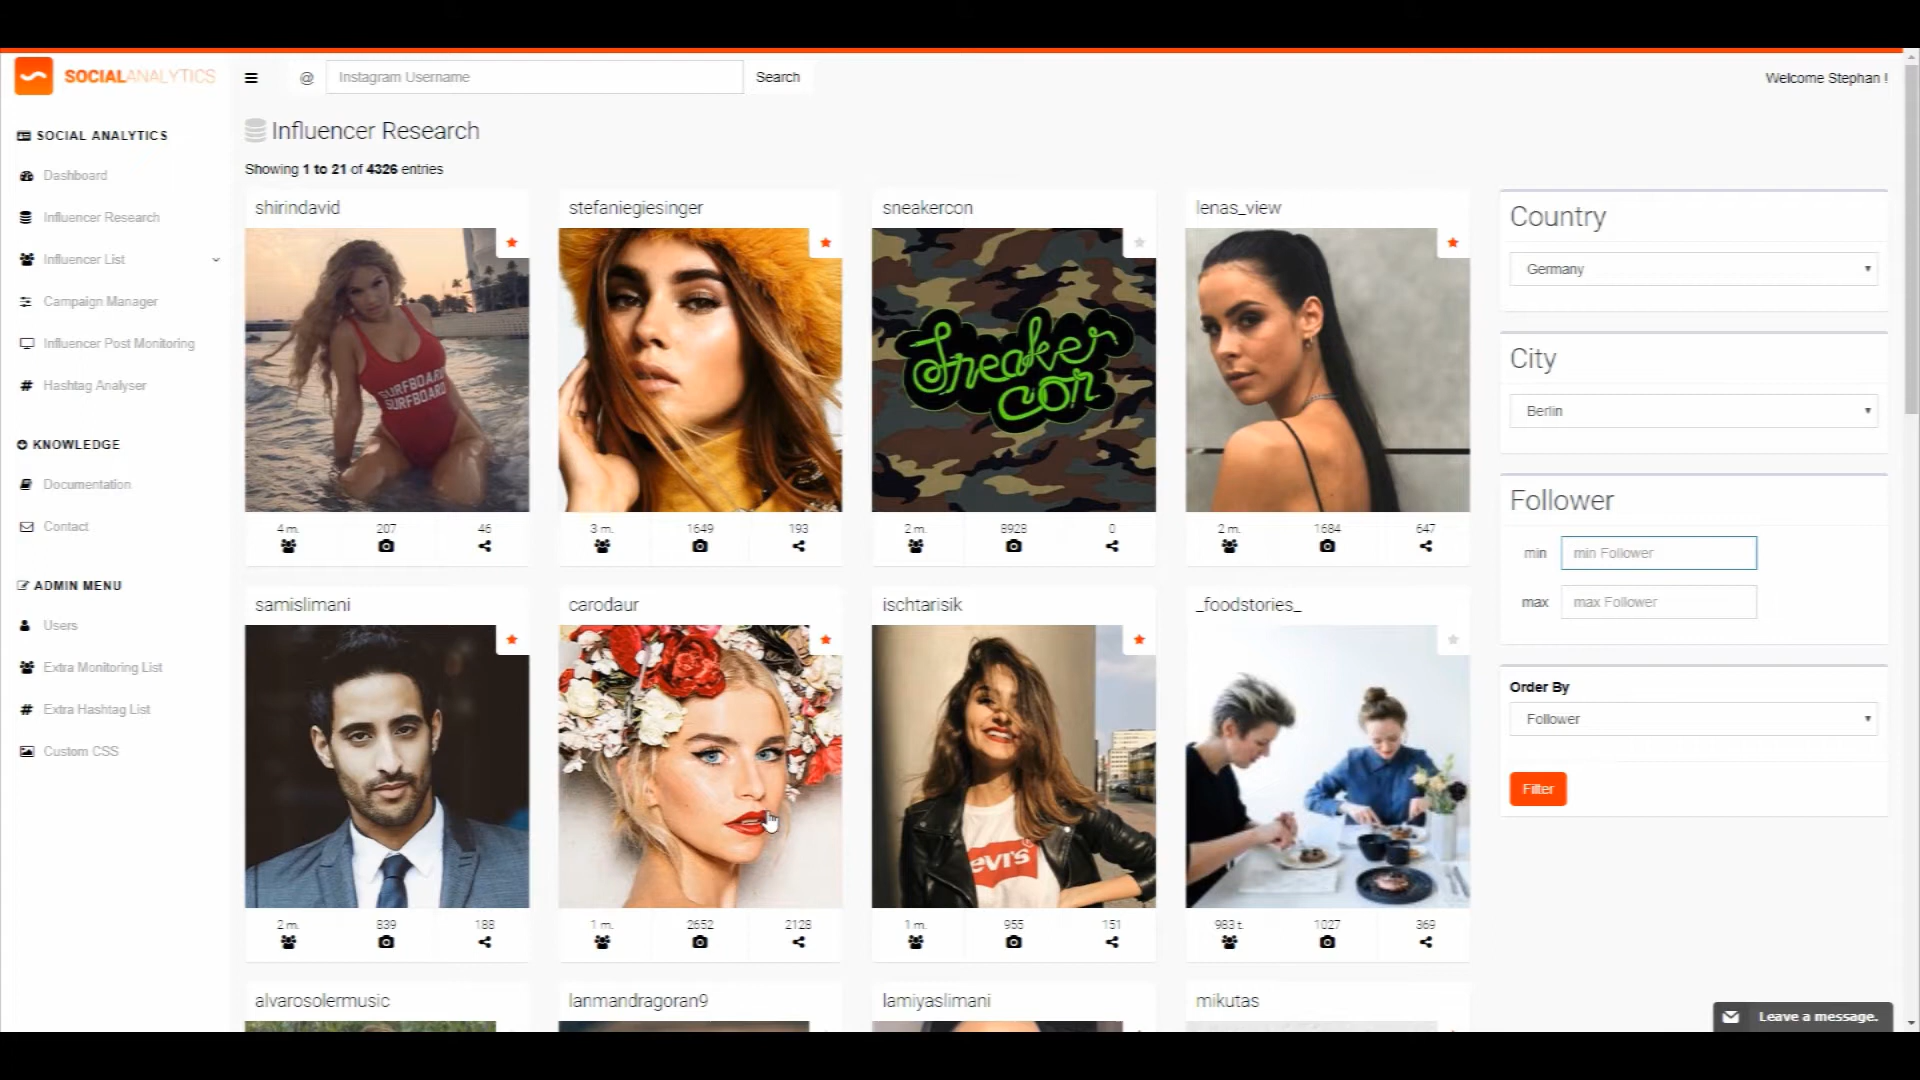 SOCIALANALYTICS
@ Instagram Username Search
Welcome Stephan !
SOCIAL ANALYTICS
Dashboard
Influencer Research
Influencer List
Campaign Manager
Influencer Post Monitoring
# Hashtag Analyser
KNOWLEDGE
Documentation
Contact
ADMIN MENU
Users
Extra Monitoring List
# Extra Hashtag List
Custom CSS
Influencer Research
Showing 1 to 21 of 4326 entries
shirindavid
SURFBOARD
SURFBOARD
4 m. 207 46
stefaniegiesinger
3 m. 1649 193
sneakercon
Sneaker
con
2 m. 8928 0
lenas_view
2 m. 1684 647
samislimani
2 m. 839 188
carodaur
1 m. 2652 2128
ischtarisik
evi's
1 m. 955 151
_foodstories_
983 t. 1027 369
alvarosolermusic
lanmandragoran9
lamiyaslimani
mikutas
Country
Germany
City
Berlin
Follower
min min Follower
max max Follower
Order By
Follower
Filter
Leave a message.